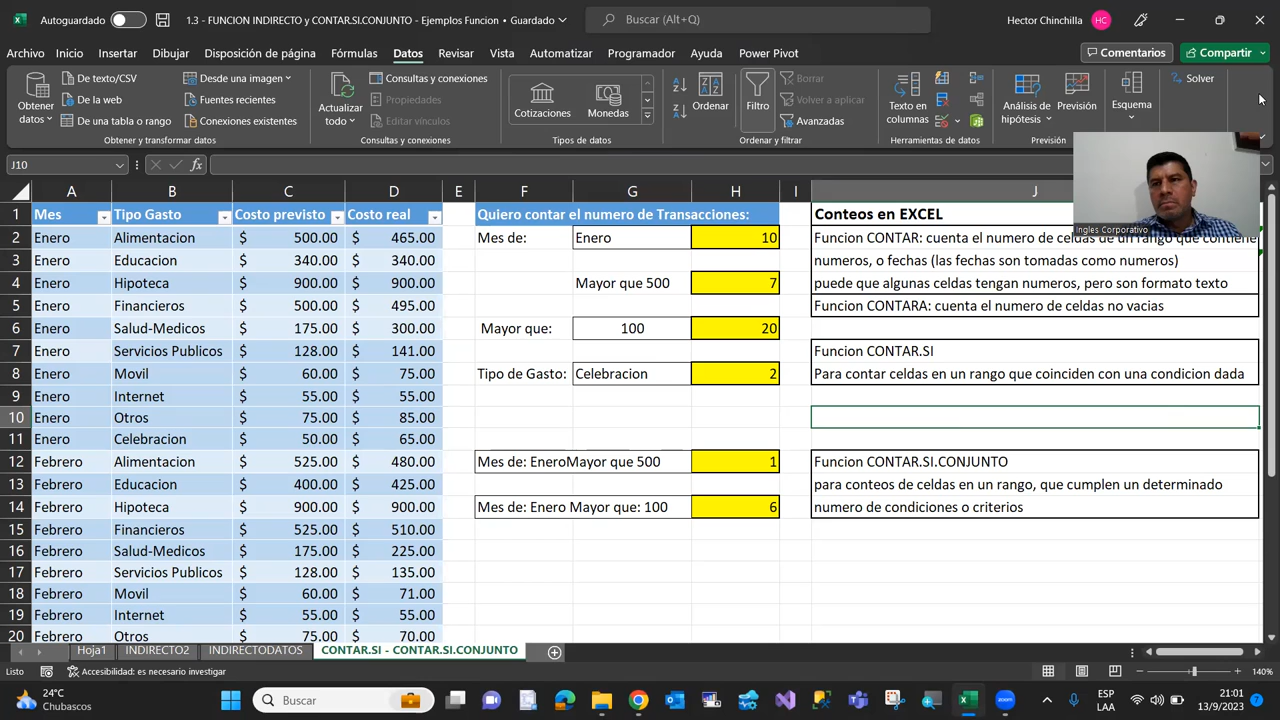 Autoguardado
1.3 - FUNCION INDIRECTO y CONTAR.SI.CONJUNTO - Ejemplos Funcion • Guardado
Buscar (Alt+Q)
Hector Chinchilla
HC
Archivo Inicio Insertar Dibujar Disposición de página Fórmulas Datos Revisar Vista Automatizar Programador Ayuda Power Pivot
Comentarios
Compartir
Obtener datos
De texto/CSV
De la web
De una tabla o rango
Desde una imagen
Fuentes recientes
Conexiones existentes
Obtener y transformar datos
Actualizar todo
Consultas y conexiones
Propiedades
Editar vínculos
Consultas y conexiones
Cotizaciones
Monedas
Tipos de datos
Ordenar
Filtro
Borrar
Volver a aplicar
Avanzadas
Ordenar y filtrar
Texto en columnas
Herramientas de datos
Análisis de hipótesis
Previsión
Previsión
Esquema
Solver
Ingles Corporativo
J10
fx
A B C D E F G H I J
1 Mes Tipo Gasto Costo previsto Costo real Quiero contar el numero de Transacciones: Conteos en EXCEL
2 Enero Alimentacion $ 500.00 $ 465.00 Mes de: Enero 10 Funcion CONTAR: cuenta el numero de celdas de un rango que contiene
3 Enero Educacion $ 340.00 $ 340.00 numeros, o fechas (las fechas son tomadas como numeros)
4 Enero Hipoteca $ 900.00 $ 900.00 Mayor que 500 7 puede que algunas celdas tengan numeros, pero son formato texto
5 Enero Financieros $ 500.00 $ 495.00 Funcion CONTARA: cuenta el numero de celdas no vacias
6 Enero Salud-Medicos $ 175.00 $ 300.00 Mayor que: 100 20
7 Enero Servicios Publicos $ 128.00 $ 141.00 Funcion CONTAR.SI
8 Enero Movil $ 60.00 $ 75.00 Tipo de Gasto: Celebracion 2 Para contar celdas en un rango que coinciden con una condicion dada
9 Enero Internet $ 55.00 $ 55.00
10 Enero Otros $ 75.00 $ 85.00
11 Enero Celebracion $ 50.00 $ 65.00
12 Febrero Alimentacion $ 525.00 $ 480.00 Mes de: EneroMayor que 500 1 Funcion CONTAR.SI.CONJUNTO
13 Febrero Educacion $ 400.00 $ 425.00 para conteos de celdas en un rango, que cumplen un determinado
14 Febrero Hipoteca $ 900.00 $ 900.00 Mes de: Enero Mayor que: 100 6 numero de condiciones o criterios
15 Febrero Financieros $ 525.00 $ 510.00
16 Febrero Salud-Medicos $ 175.00 $ 225.00
17 Febrero Servicios Publicos $ 128.00 $ 135.00
18 Febrero Movil $ 60.00 $ 71.00
19 Febrero Internet $ 55.00 $ 55.00
20 Febrero Otros $ 75.00 $ 70.00
Hoja1 INDIRECTO2 INDIRECTODATOS CONTAR.SI - CONTAR.SI.CONJUNTO
Listo
Accesibilidad: es necesario investigar
140%
24°C
Chubascos
Buscar
ESP
LAA
21:01
13/9/2023